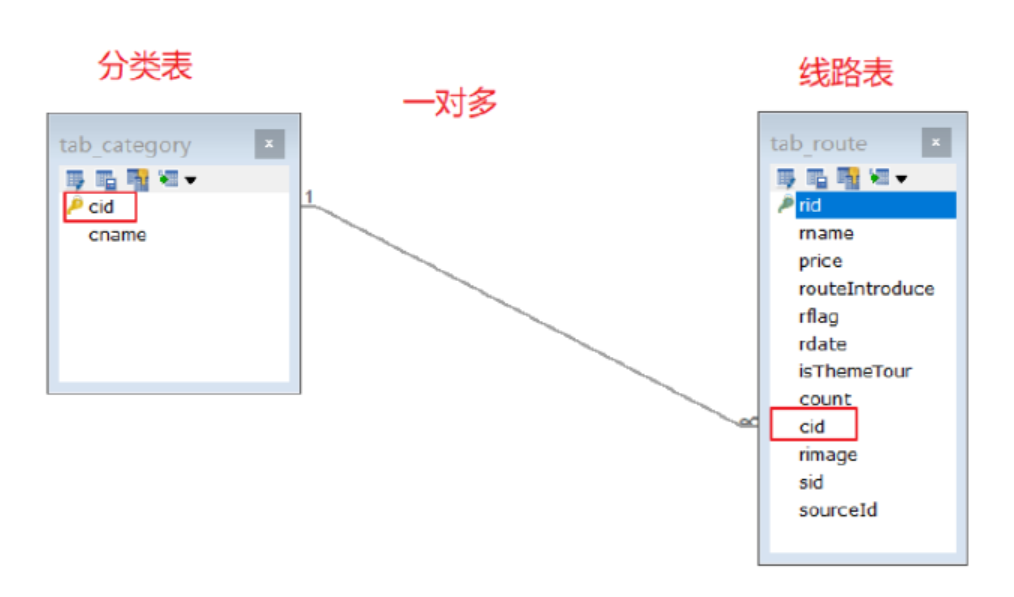 分类表
一对多
线路表
tab_category
cid
cname
1
∞
tab_route
rid
rname
price
routeIntroduce
rflag
rdate
isThemeTour
count
cid
rimage
sid
sourceId